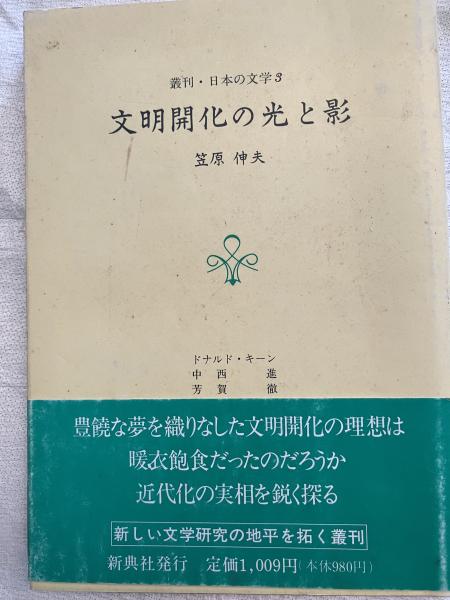 叢刊・日本の文学3
文明開化の光と影
笠原 伸夫
ドナルド・キーン
中西 進
芳賀 徹
豊饒な夢を織りなした文明開化の理想は
暖衣飽食だったのだろうか
近代化の実相を鋭く探る
新しい文学研究の地平を拓く叢刊
新典社発行 定価1,009円(本体980円)